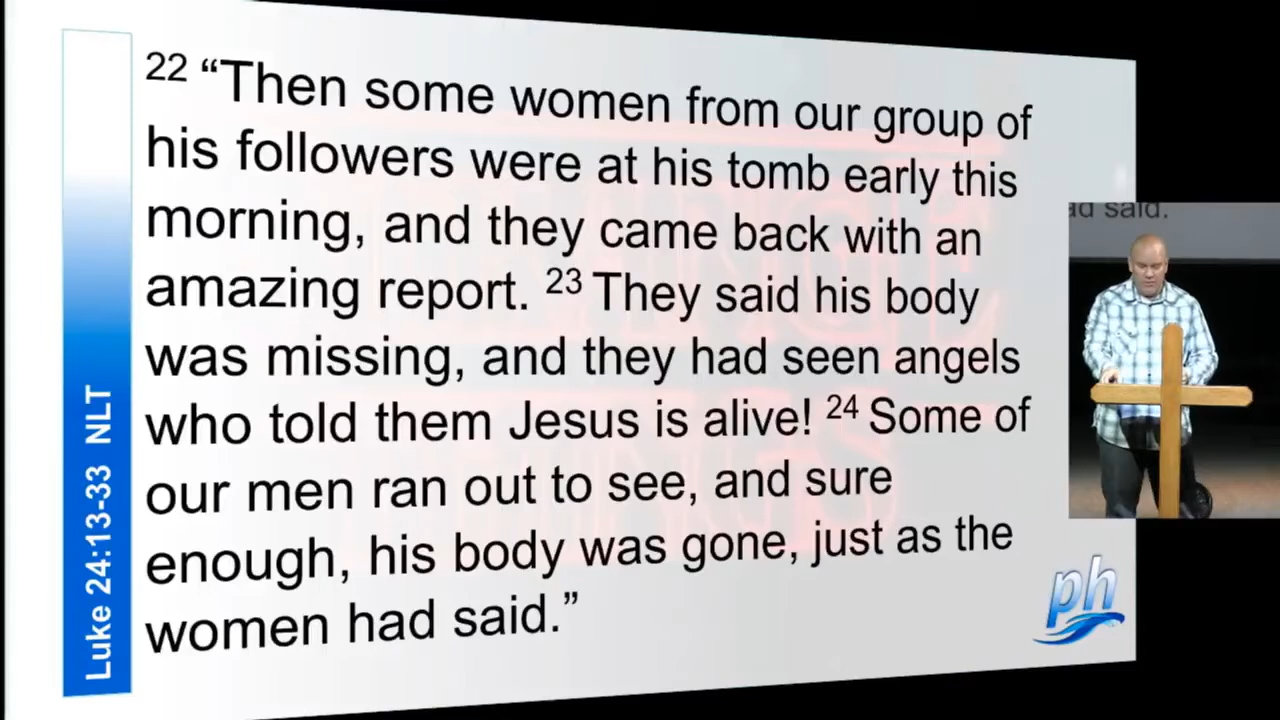 22 “Then some women from our group of
his followers were at his tomb early this
morning, and they came back with an
amazing report. 23 They said his body
was missing, and they had seen angels
who told them Jesus is alive! 24 Some of
our men ran out to see, and sure
enough, his body was gone, just as the
women had said.”
Luke 24:13-33 NLT
ad said.
ph